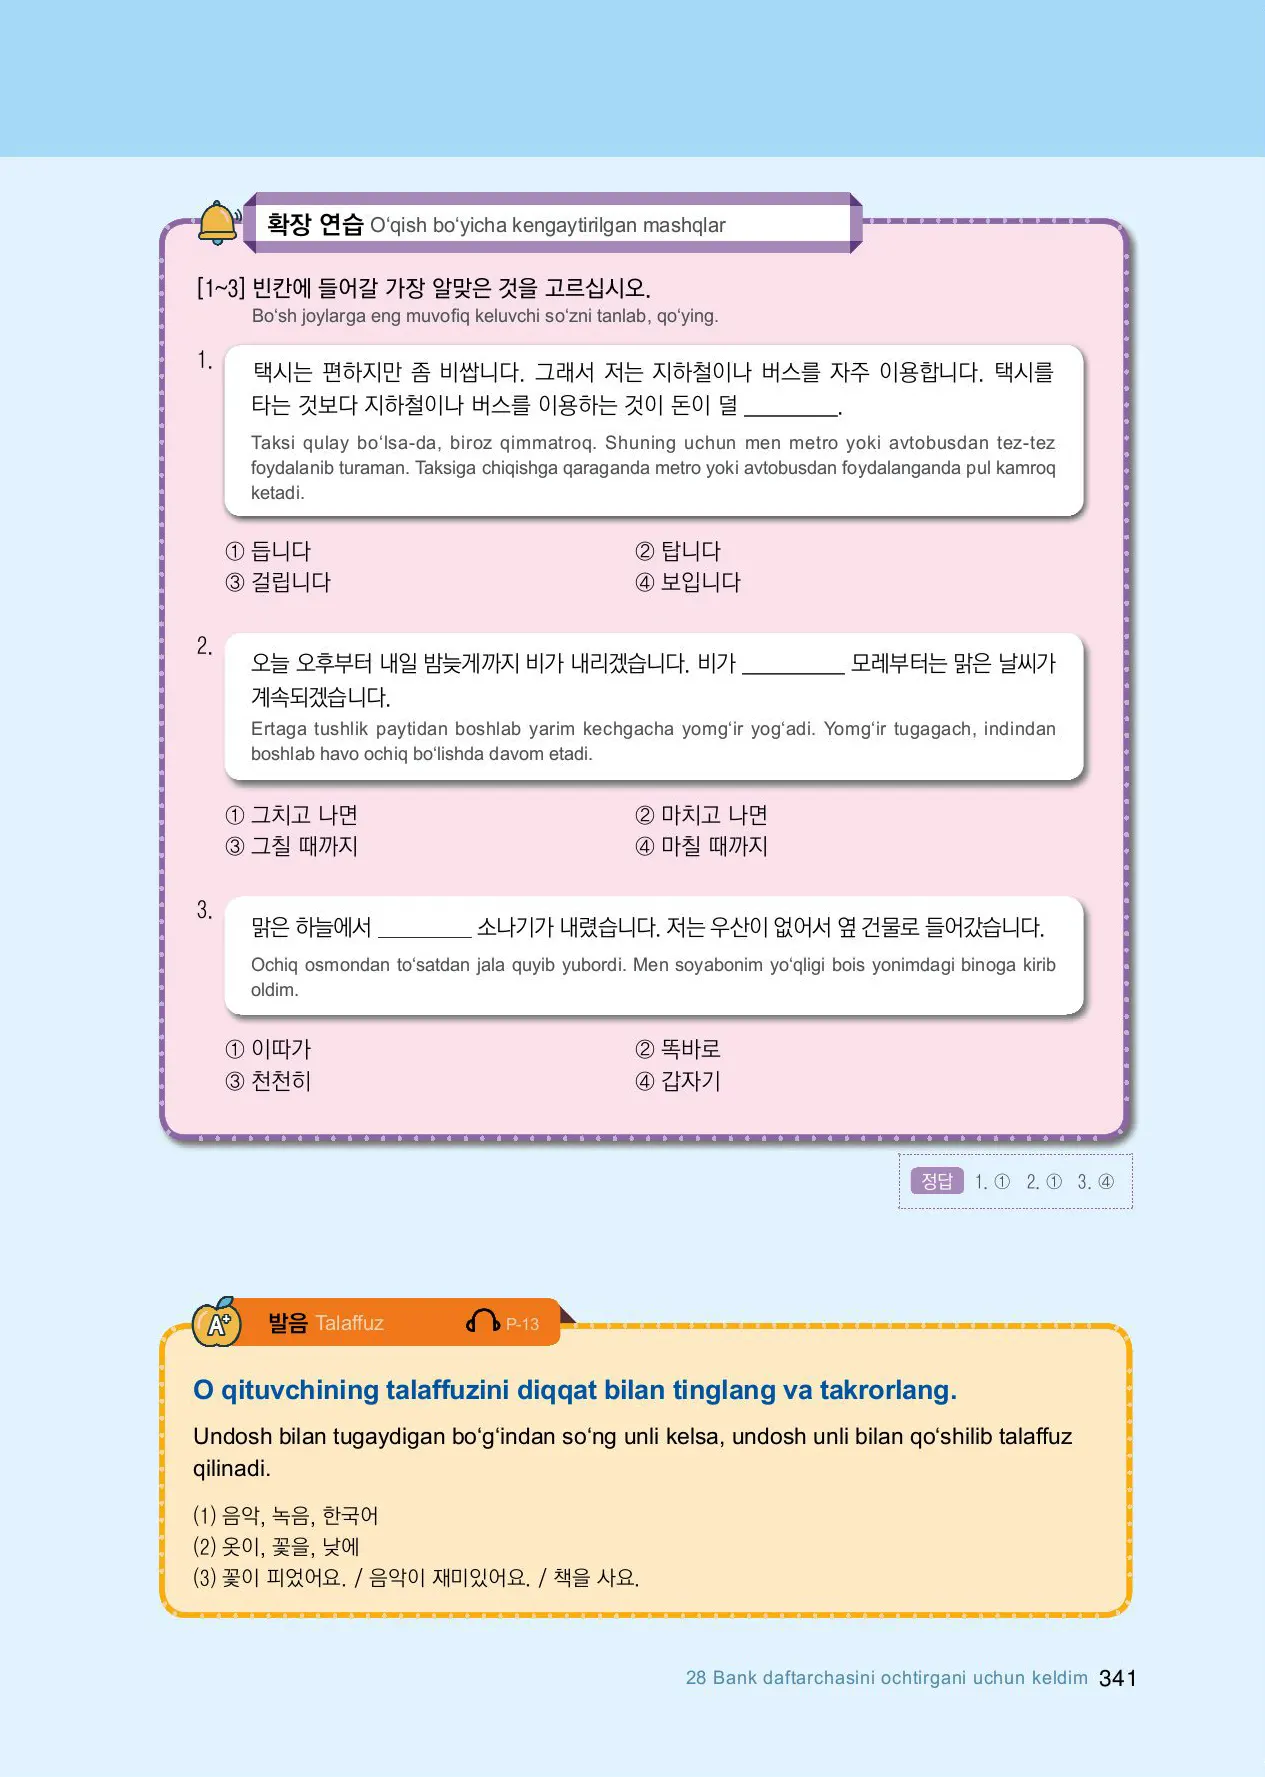 확장 연습 O‘qish bo‘yicha kengaytirilgan mashqlar
[1~3] 빈칸에 들어갈 가장 알맞은 것을 고르십시오.
Bo‘sh joylarga eng muvofiq keluvchi so‘zni tanlab, qo‘ying.
1.
택시는 편하지만 좀 비쌉니다. 그래서 저는 지하철이나 버스를 자주 이용합니다. 택시를
타는 것보다 지하철이나 버스를 이용하는 것이 돈이 덜 ________.
Taksi qulay bo‘lsa-da, biroz qimmatroq. Shuning uchun men metro yoki avtobusdan tez-tez
foydalanib turaman. Taksiga chiqishga qaraganda metro yoki avtobusdan foydalanganda pul kamroq
ketadi.
① 듭니다 ② 탑니다
③ 걸립니다 ④ 보입니다
2.
오늘 오후부터 내일 밤늦게까지 비가 내리겠습니다. 비가 _________ 모레부터는 맑은 날씨가
계속되겠습니다.
Ertaga tushlik paytidan boshlab yarim kechgacha yomg‘ir yog‘adi. Yomg‘ir tugagach, indindan
boshlab havo ochiq bo‘lishda davom etadi.
① 그치고 나면 ② 마치고 나면
③ 그칠 때까지 ④ 마칠 때까지
3.
맑은 하늘에서 ________ 소나기가 내렸습니다. 저는 우산이 없어서 옆 건물로 들어갔습니다.
Ochiq osmondan to‘satdan jala quyib yubordi. Men soyabonim yo‘qligi bois yonimdagi binoga kirib
oldim.
① 이따가 ② 똑바로
③ 천천히 ④ 갑자기
정답 1. ① 2. ① 3. ④
A+ 발음 Talaffuz P-13
O qituvchining talaffuzini diqqat bilan tinglang va takrorlang.
Undosh bilan tugaydigan bo‘g‘indan so‘ng unli kelsa, undosh unli bilan qo‘shilib talaffuz
qilinadi.
(1) 음악, 녹음, 한국어
(2) 옷이, 꽃을, 낮에
(3) 꽃이 피었어요. / 음악이 재미있어요. / 책을 사요.
28 Bank daftarchasini ochtirgani uchun keldim 341